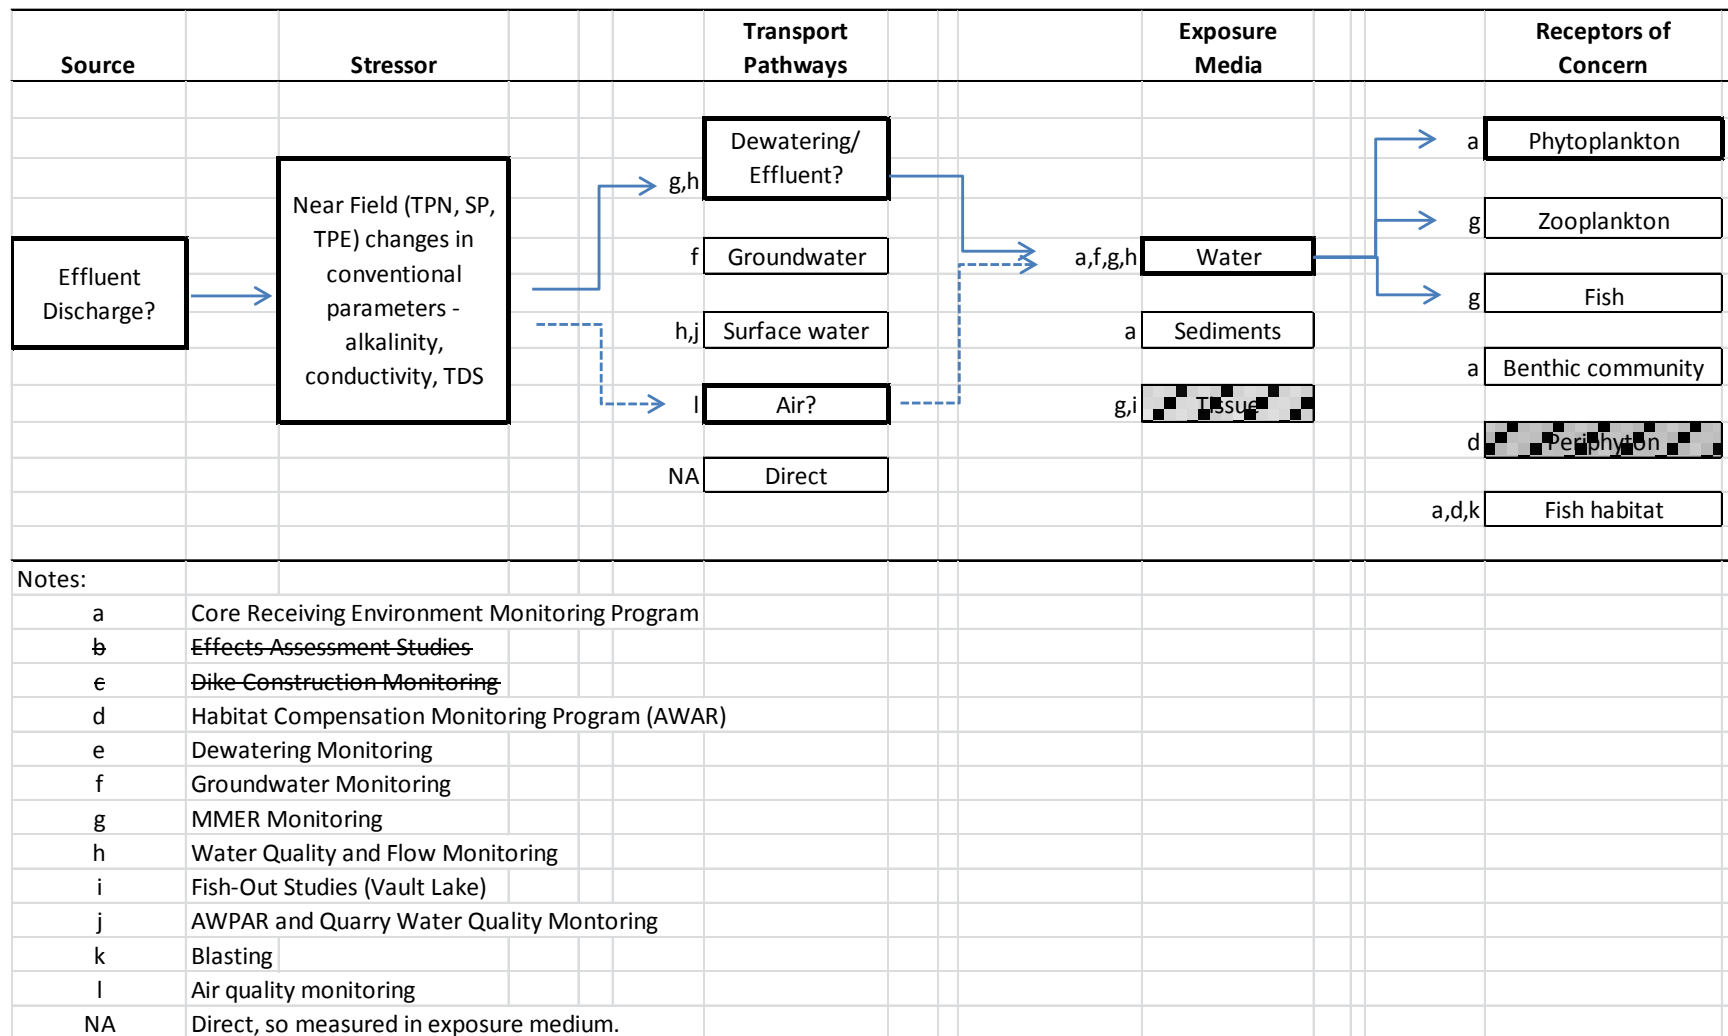 Source
Stressor
Transport
Pathways
Exposure
Media
Receptors of
Concern
Effluent
Discharge?
Near Field (TPN, SP,
TPE) changes in
conventional
parameters -
alkalinity,
conductivity, TDS
g,h
Dewatering/
Effluent?
f
Groundwater
h,j
Surface water
l
Air?
NA
Direct
a,f,g,h
Water
a
Sediments
g,i
Tissue
a
Phytoplankton
g
Zooplankton
g
Fish
a
Benthic community
d
Periphyton
a,d,k
Fish habitat
Notes:
a Core Receiving Environment Monitoring Program
b Effects Assessment Studies
c Dike Construction Monitoring
d Habitat Compensation Monitoring Program (AWAR)
e Dewatering Monitoring
f Groundwater Monitoring
g MMER Monitoring
h Water Quality and Flow Monitoring
i Fish-Out Studies (Vault Lake)
j AWPAR and Quarry Water Quality Montoring
k Blasting
l Air quality monitoring
NA Direct, so measured in exposure medium.